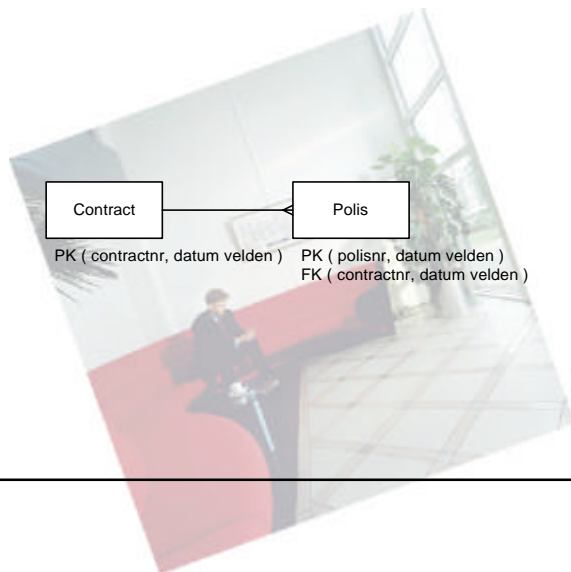 Contract
Polis
PK ( contractnr, datum velden )
PK ( polisnr, datum velden )
FK ( contractnr, datum velden )